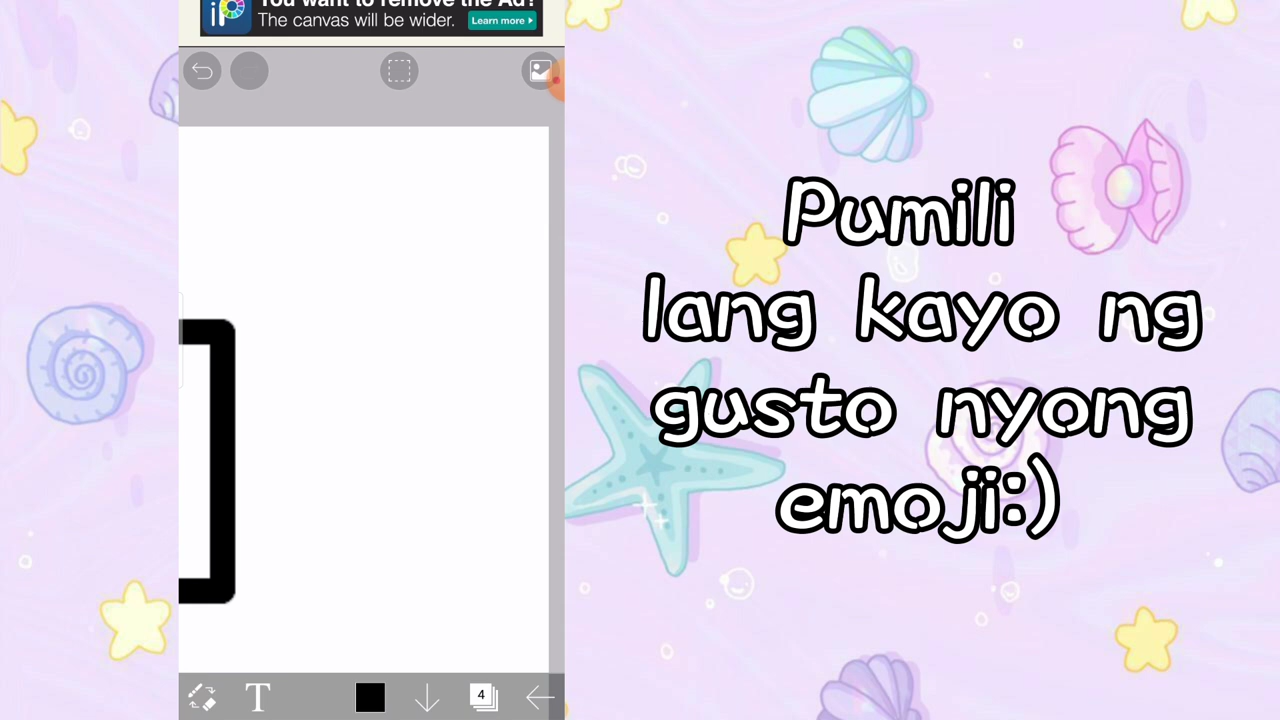 You want to remove the Ad?
The canvas will be wider.
Learn more
iP
T
4
Pumili
lang kayo ng
gusto nyong
emoji:)